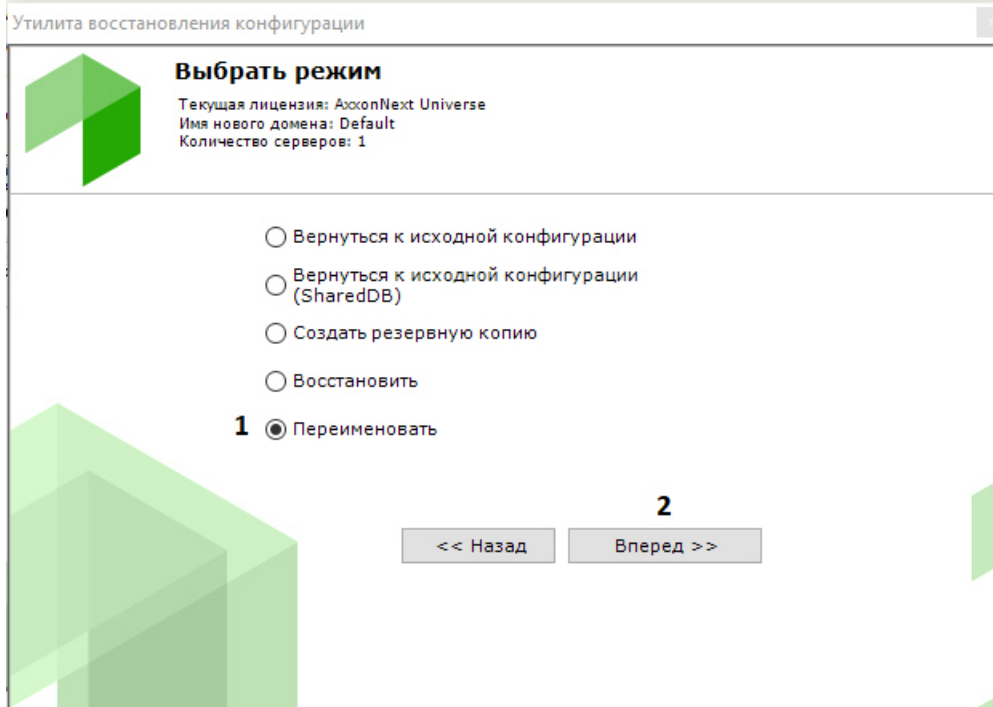 Утилита восстановления конфигурации
Выбрать режим
Текущая лицензия: AxxonNext Universe
Имя нового домена: Default
Количество серверов: 1
Вернуться к исходной конфигурации
Вернуться к исходной конфигурации
(SharedDB)
Создать резервную копию
Восстановить
1 Переименовать
2
<< Назад Вперед >>